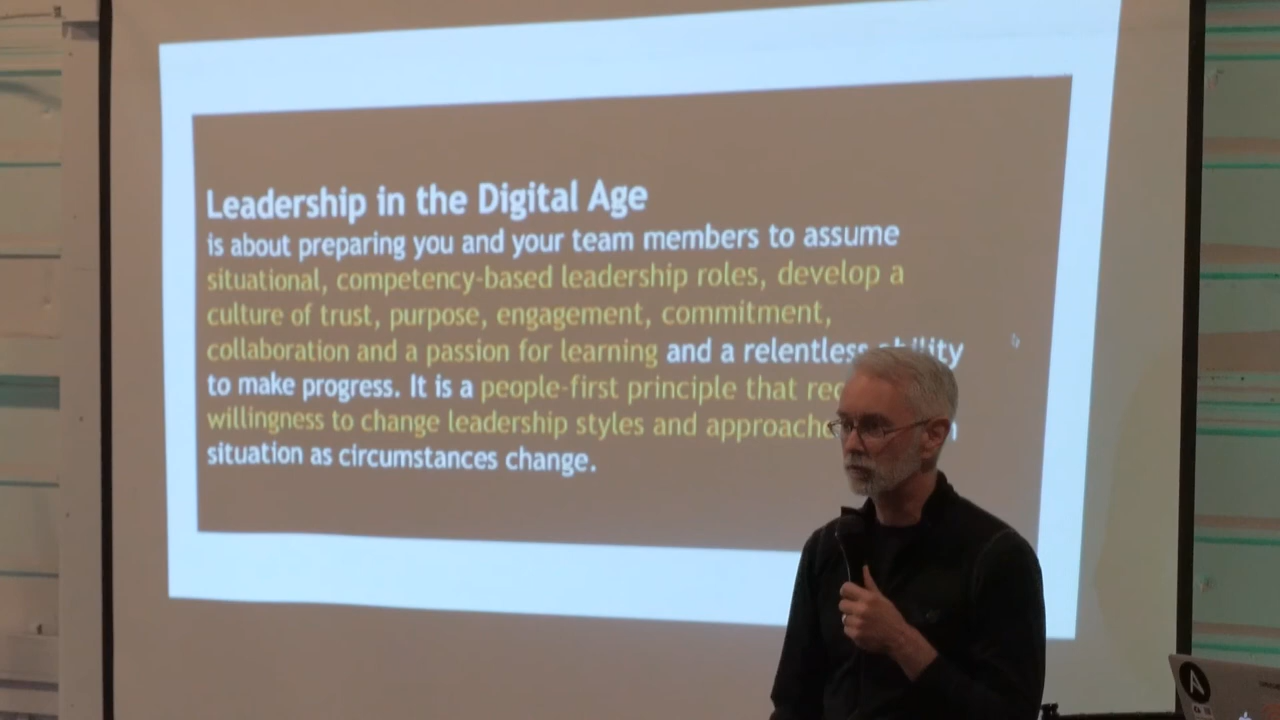 Leadership in the Digital Age
is about preparing you and your team members to assume
situational, competency-based leadership roles, develop a
culture of trust, purpose, engagement, commitment,
collaboration and a passion for learning and a relentless
to make progress. It is a people-first principle that
willingness to change leadership styles and
situation as circumstances change.